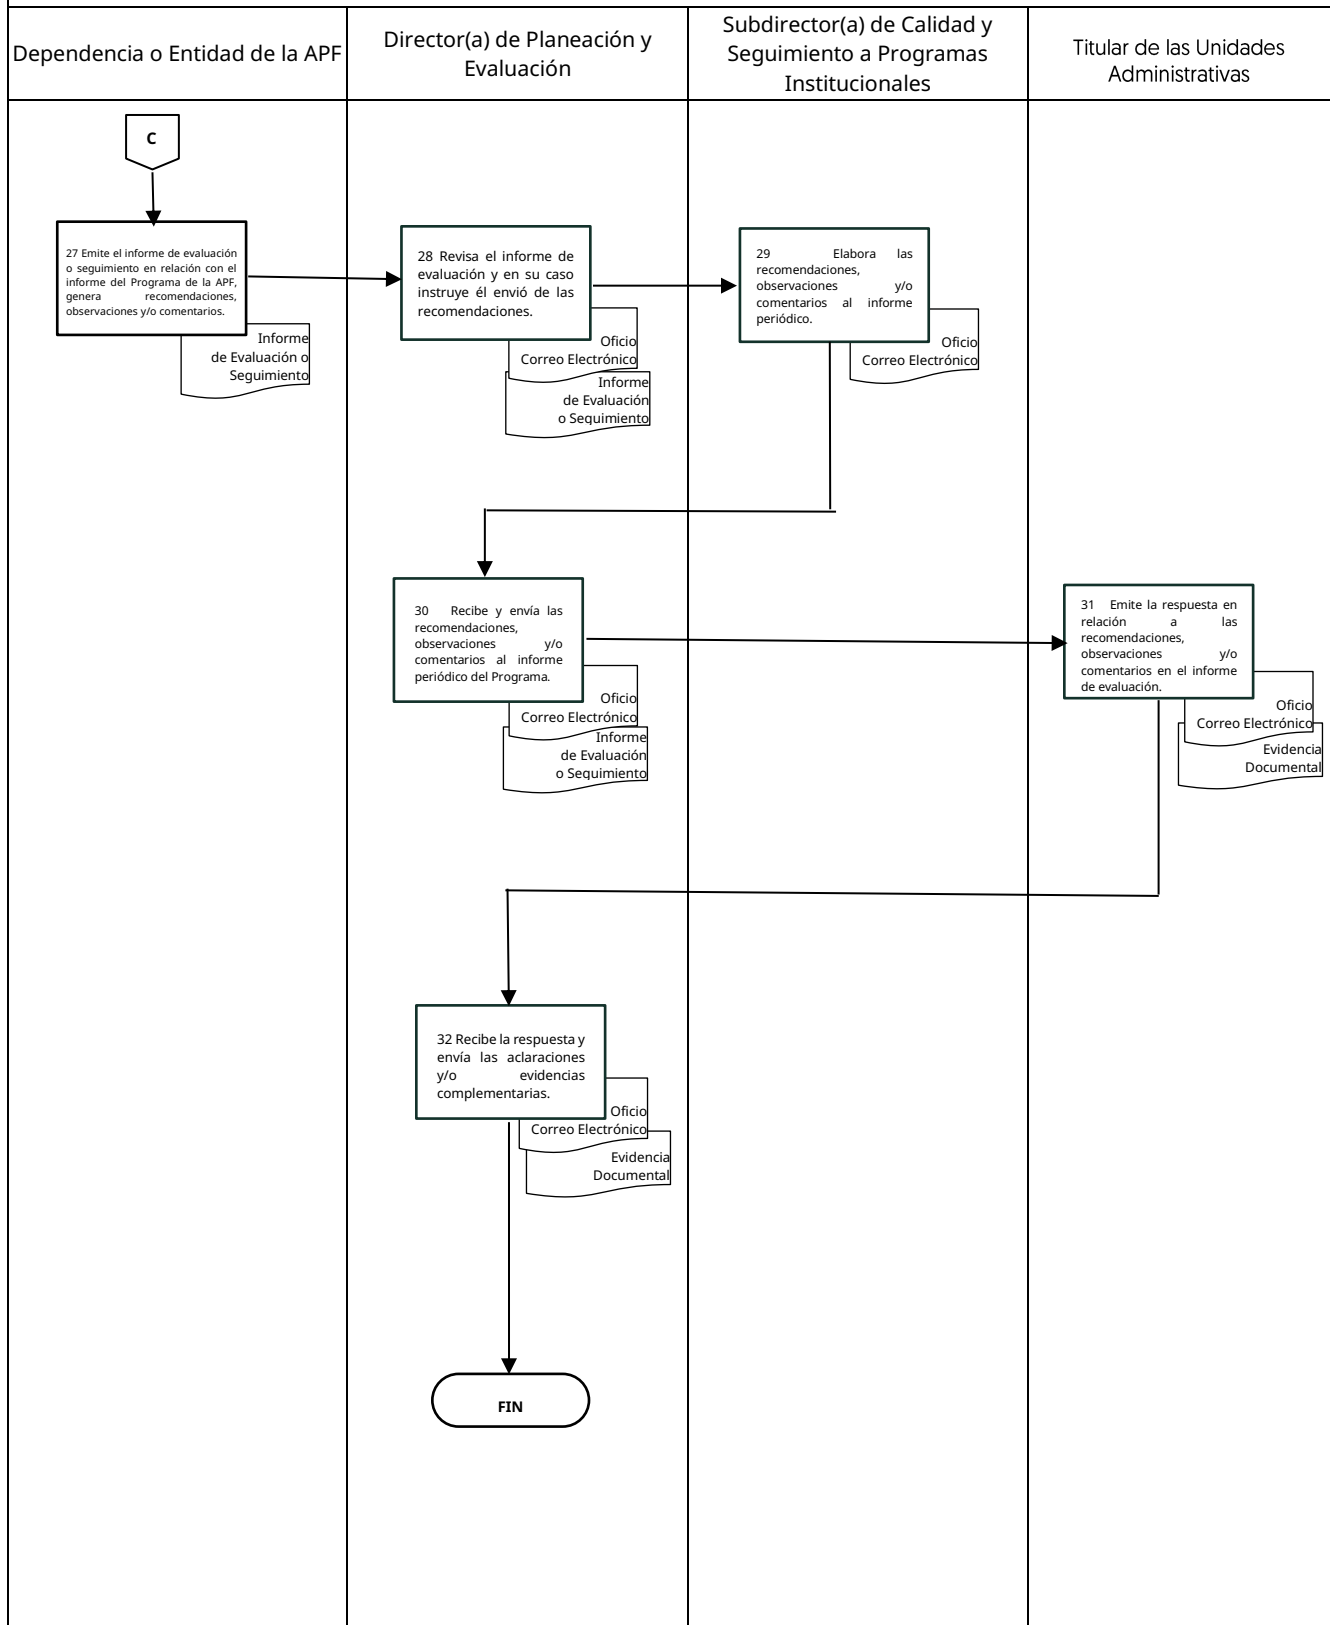 Dependencia o Entidad de la APF
Director(a) de Planeación y
Evaluación
Subdirector(a) de Calidad y
Seguimiento a Programas
Institucionales
Titular de las Unidades
Administrativas
C
27 Emite el informe de evaluación
o seguimiento en relación con el
informe del Programa de la APF,
genera recomendaciones,
observaciones y/o comentarios.
Informe
de Evaluación o
Seguimiento
28 Revisa el informe de
evaluación y en su caso
instruye él envió de las
recomendaciones.
Oficio
Correo Electrónico
Informe
de Evaluación
o Seguimiento
29 Elabora las
recomendaciones,
observaciones y/o
comentarios al informe
periódico.
Oficio
Correo Electrónico
30 Recibe y envía las
recomendaciones,
observaciones y/o
comentarios al informe
periódico del Programa.
Oficio
Correo Electrónico
Informe
de Evaluación
o Seguimiento
31 Emite la respuesta en
relación a las
recomendaciones,
observaciones y/o
comentarios en el informe
de evaluación.
Oficio
Correo Electrónico
Evidencia
Documental
32 Recibe la respuesta y
envía las aclaraciones
y/o evidencias
complementarias.
Oficio
Correo Electrónico
Evidencia
Documental
FIN